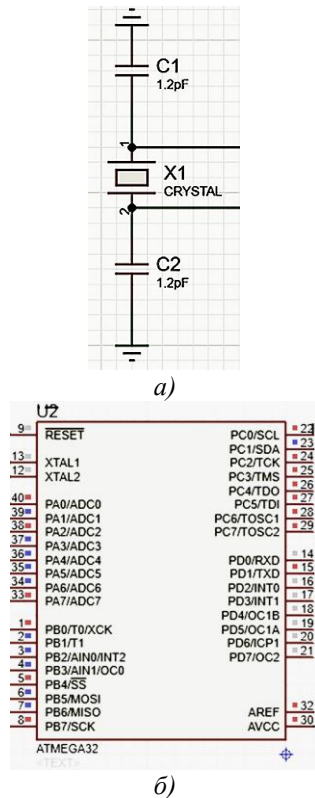 C1
1.2pF
1
X1
CRYSTAL
2
C2
1.2pF
а)
U2
9 RESET PC0/SCL 22
PC1/SDA 23
13 XTAL1 PC2/TCK 24
12 XTAL2 PC3/TMS 25
PC4/TDO 26
40 PA0/ADC0 PC5/TDI 27
39 PA1/ADC1 PC6/TOSC1 28
38 PA2/ADC2 PC7/TOSC2 29
37 PA3/ADC3
36 PA4/ADC4 PD0/RXD 14
35 PA5/ADC5 PD1/TXD 15
34 PA6/ADC6 PD2/INT0 16
33 PA7/ADC7 PD3/INT1 17
PD4/OC1B 18
1 PB0/T0/XCK PD5/OC1A 19
2 PB1/T1 PD6/ICP1 20
3 PB2/AIN0/INT2 PD7/OC2 21
4 PB3/AIN1/OC0
5 PB4/SS
6 PB5/MOSI
7 PB6/MISO AREF 32
8 PB7/SCK AVCC 30
ATMEGA32
<TEXT>
б)